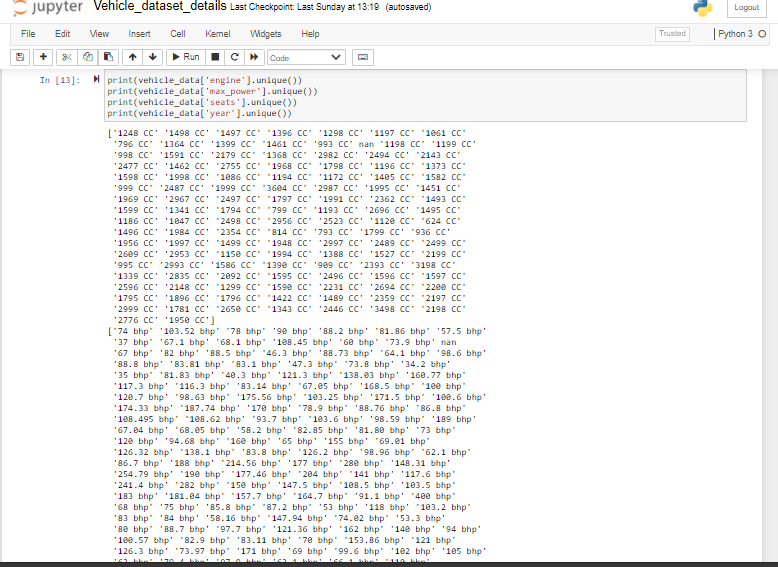 jupyter Vehicle_dataset_details Last Checkpoint: Last Sunday at 13:19 (autosaved) Logout
File Edit View Insert Cell Kernel Widgets Help Trusted Python 3
Run Code
In [13]: print(vehicle_data['engine'].unique())
print(vehicle_data['max_power'].unique())
print(vehicle_data['seats'].unique())
print(vehicle_data['year'].unique())
['1248 CC' '1498 CC' '1497 CC' '1396 CC' '1298 CC' '1197 CC' '1061 CC'
'796 CC' '1364 CC' '1399 CC' '1461 CC' '993 CC' nan '1198 CC' '1199 CC'
'998 CC' '1591 CC' '2179 CC' '1368 CC' '2982 CC' '2494 CC' '2143 CC'
'2477 CC' '1462 CC' '2755 CC' '1968 CC' '1798 CC' '1196 CC' '1373 CC'
'1598 CC' '1998 CC' '1086 CC' '1194 CC' '1172 CC' '1405 CC' '1582 CC'
'999 CC' '2487 CC' '1999 CC' '3604 CC' '2987 CC' '1995 CC' '1451 CC'
'1969 CC' '2967 CC' '2497 CC' '1797 CC' '1991 CC' '2362 CC' '1493 CC'
'1599 CC' '1341 CC' '1794 CC' '799 CC' '1193 CC' '2696 CC' '1495 CC'
'1186 CC' '1047 CC' '2498 CC' '2956 CC' '2523 CC' '1120 CC' '624 CC'
'1496 CC' '1984 CC' '2354 CC' '814 CC' '793 CC' '1799 CC' '936 CC'
'1956 CC' '1997 CC' '1499 CC' '1948 CC' '2997 CC' '2489 CC' '2499 CC'
'2609 CC' '2953 CC' '1150 CC' '1994 CC' '1388 CC' '1527 CC' '2199 CC'
'995 CC' '2993 CC' '1586 CC' '1390 CC' '909 CC' '2393 CC' '3198 CC'
'1339 CC' '2835 CC' '2092 CC' '1595 CC' '2496 CC' '1596 CC' '1597 CC'
'2596 CC' '2148 CC' '1299 CC' '1590 CC' '2231 CC' '2694 CC' '2200 CC'
'1795 CC' '1896 CC' '1796 CC' '1422 CC' '1489 CC' '2359 CC' '2197 CC'
'2999 CC' '1781 CC' '2650 CC' '1343 CC' '2446 CC' '3498 CC' '2198 CC'
'2776 CC' '1950 CC']
['74 bhp' '103.52 bhp' '78 bhp' '90 bhp' '88.2 bhp' '81.86 bhp' '57.5 bhp'
'37 bhp' '67.1 bhp' '68.1 bhp' '108.45 bhp' '60 bhp' '73.9 bhp' nan
'67 bhp' '82 bhp' '88.5 bhp' '46.3 bhp' '88.73 bhp' '64.1 bhp' '98.6 bhp'
'88.8 bhp' '83.81 bhp' '83.1 bhp' '47.3 bhp' '73.8 bhp' '34.2 bhp'
'35 bhp' '81.83 bhp' '40.3 bhp' '121.3 bhp' '138.03 bhp' '160.77 bhp'
'117.3 bhp' '116.3 bhp' '83.14 bhp' '67.05 bhp' '168.5 bhp' '100 bhp'
'120.7 bhp' '98.63 bhp' '175.56 bhp' '103.25 bhp' '171.5 bhp' '100.6 bhp'
'174.33 bhp' '187.74 bhp' '170 bhp' '78.9 bhp' '88.76 bhp' '86.8 bhp'
'108.495 bhp' '108.62 bhp' '93.7 bhp' '103.6 bhp' '98.59 bhp' '189 bhp'
'67.04 bhp' '68.05 bhp' '58.2 bhp' '82.85 bhp' '81.80 bhp' '73 bhp'
'120 bhp' '94.68 bhp' '160 bhp' '65 bhp' '155 bhp' '69.01 bhp'
'126.32 bhp' '138.1 bhp' '83.8 bhp' '126.2 bhp' '98.96 bhp' '62.1 bhp'
'86.7 bhp' '188 bhp' '214.56 bhp' '177 bhp' '280 bhp' '148.31 bhp'
'254.79 bhp' '190 bhp' '177.46 bhp' '204 bhp' '141 bhp' '117.6 bhp'
'241.4 bhp' '282 bhp' '150 bhp' '147.5 bhp' '108.5 bhp' '103.5 bhp'
'183 bhp' '181.04 bhp' '157.7 bhp' '164.7 bhp' '91.1 bhp' '400 bhp'
'68 bhp' '75 bhp' '85.8 bhp' '87.2 bhp' '53 bhp' '118 bhp' '103.2 bhp'
'83 bhp' '84 bhp' '58.16 bhp' '147.94 bhp' '74.02 bhp' '53.3 bhp'
'80 bhp' '88.7 bhp' '97.7 bhp' '121.36 bhp' '162 bhp' '140 bhp' '94 bhp'
'100.57 bhp' '82.9 bhp' '83.11 bhp' '70 bhp' '153.86 bhp' '121 bhp'
'126.3 bhp' '73.97 bhp' '171 bhp' '69 bhp' '99.6 bhp' '102 bhp' '105 bhp'